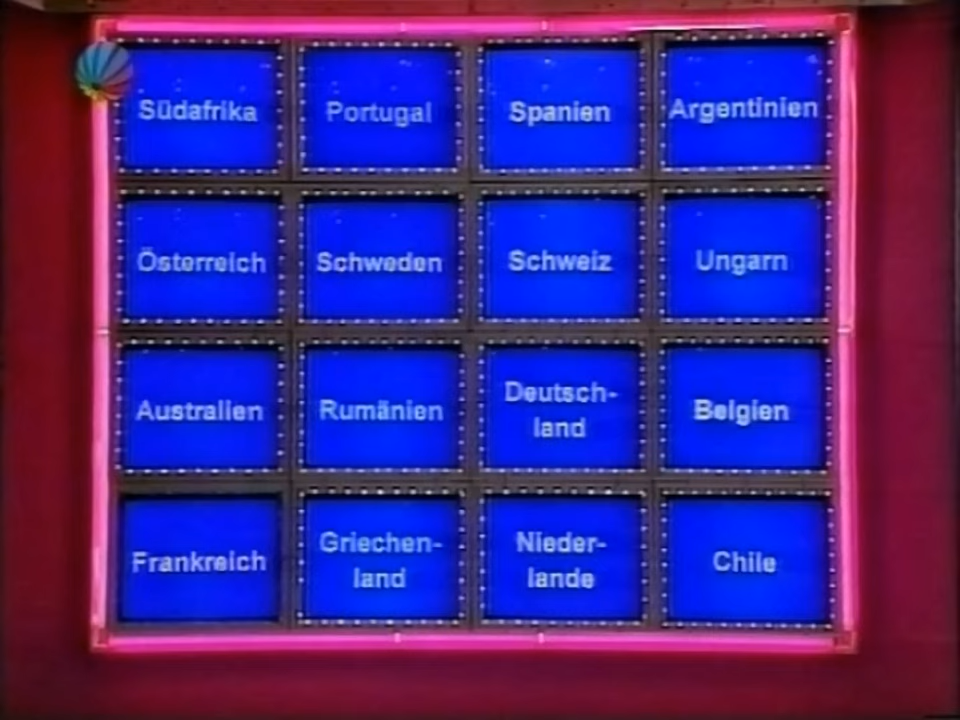 Südafrika
Portugal
Spanien
Argentinien
Österreich
Schweden
Schweiz
Ungarn
Australien
Rumänien
Deutsch-
land
Belgien
Frankreich
Griechen-
land
Nieder-
lande
Chile